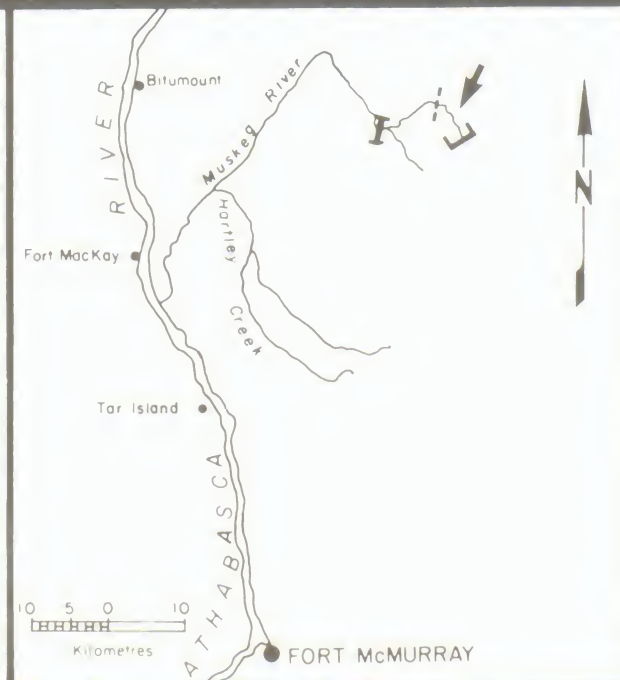 Bitumount
RIVER
Muskeg River
N
Hartley Creek
Fort MacKay
Tar Island
ATHABASCA
10 5 0 10
Kilometres
FORT McMURRAY